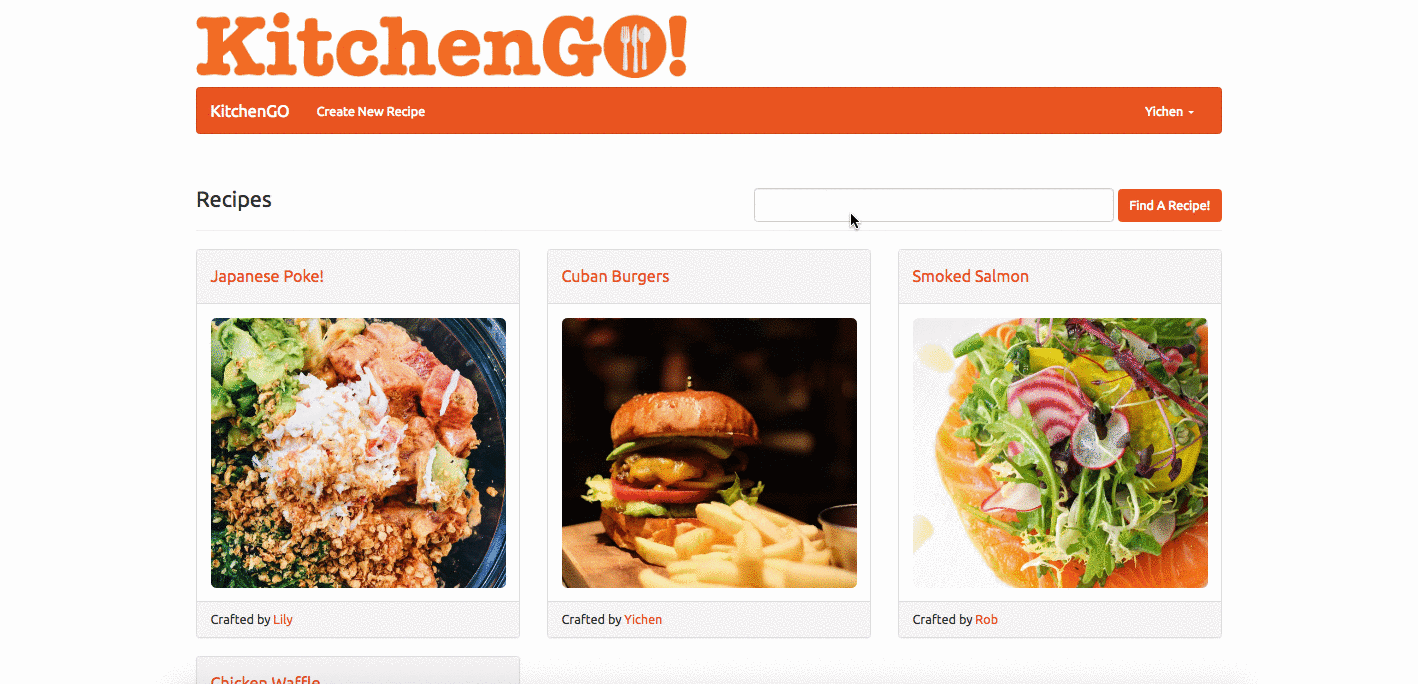 KitchenGO!
KitchenGO Create New Recipe Yichen
Recipes
Find A Recipe!
Japanese Poke!
Cuban Burgers
Smoked Salmon
Crafted by Lily
Crafted by Yichen
Crafted by Rob
Chicken Waffle